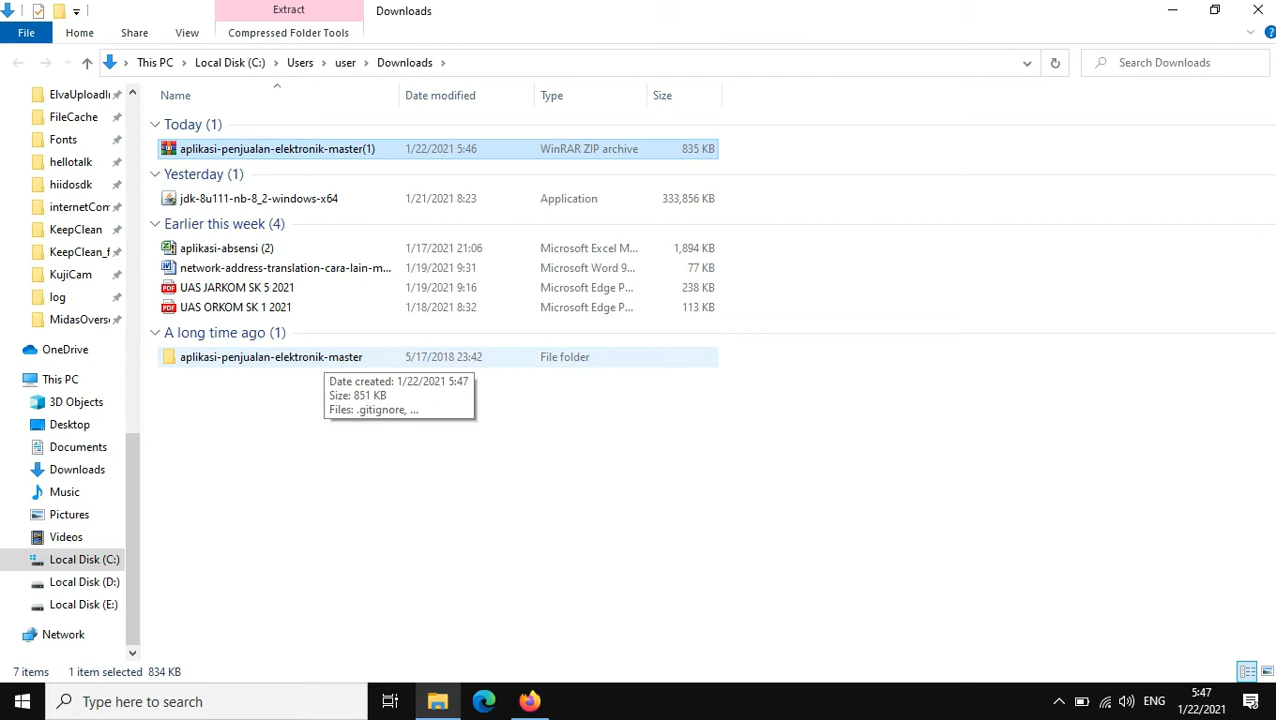 Extract
Downloads
File
Home
Share
View
Compressed Folder Tools
This PC
Local Disk (C:)
Users
user
Downloads
Search Downloads
ElvaUploadIr
FileCache
Fonts
hellotalk
hiidosdk
internetCom
KeepClean
KeepClean_f
KujiCam
log
MidasOverse
OneDrive
This PC
3D Objects
Desktop
Documents
Downloads
Music
Pictures
Videos
Local Disk (C:)
Local Disk (D:)
Local Disk (E:)
Network
Name Date modified Type Size
Today (1)
aplikasi-penjualan-elektronik-master(1) 1/22/2021 5:46 WinRAR ZIP archive 835 KB
Yesterday (1)
jdk-8u111-nb-8_2-windows-x64 1/21/2021 8:23 Application 333,856 KB
Earlier this week (4)
aplikasi-absensi (2) 1/17/2021 21:06 Microsoft Excel M... 1,894 KB
network-address-translation-cara-lain-m... 1/19/2021 9:31 Microsoft Word 9... 77 KB
UAS JARKOM SK 5 2021 1/19/2021 9:16 Microsoft Edge P... 238 KB
UAS ORKOM SK 1 2021 1/18/2021 8:32 Microsoft Edge P... 113 KB
A long time ago (1)
aplikasi-penjualan-elektronik-master 5/17/2018 23:42 File folder
Date created: 1/22/2021 5:47
Size: 851 KB
Files: .gitignore, ...
7 items 1 item selected 834 KB
Type here to search
ENG
5:47
1/22/2021